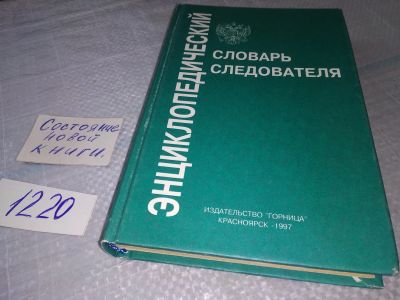 ЭНЦИКЛОПЕДИЧЕСКИЙ
СЛОВАРЬ
СЛЕДОВАТЕЛЯ
ИЗДАТЕЛЬСТВО "ГОРНИЦА"
КРАСНОЯРСК -1997
Состояние
новой
книги.
1220